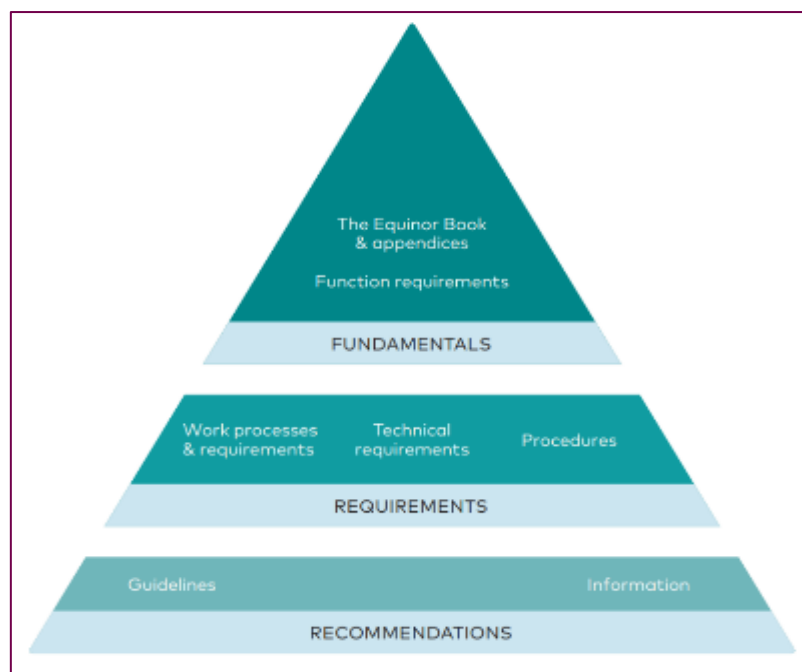 The Equinor Book
& appendices
Function requirements
FUNDAMENTALS
Work processes
& requirements
Technical
requirements
Procedures
REQUIREMENTS
Guidelines
Information
RECOMMENDATIONS